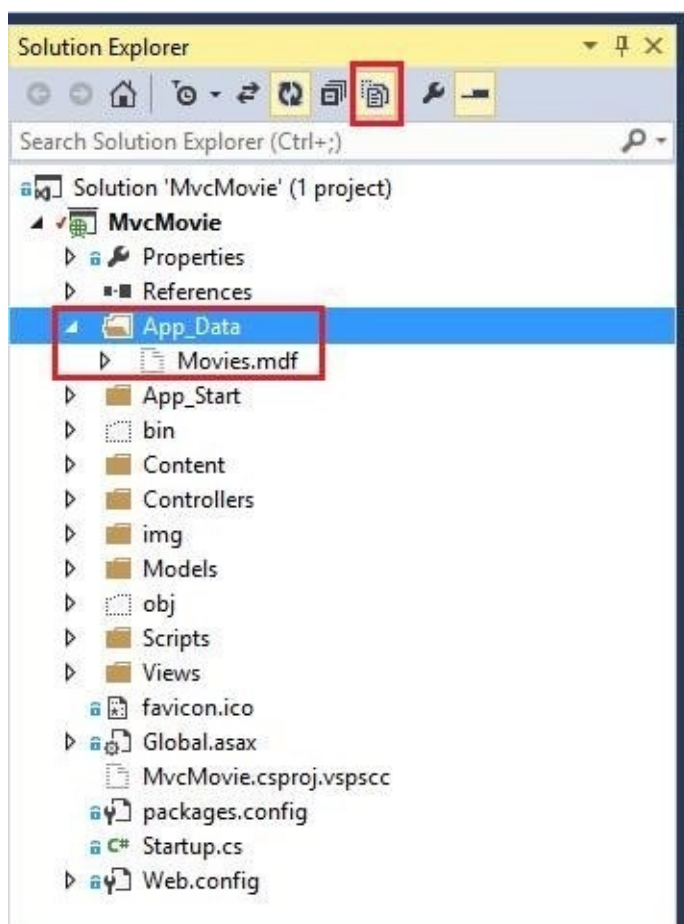 Solution Explorer
Search Solution Explorer (Ctrl+;)
Solution 'MvcMovie' (1 project)
MvcMovie
Properties
References
App_Data
Movies.mdf
App_Start
bin
Content
Controllers
img
Models
obj
Scripts
Views
favicon.ico
Global.asax
MvcMovie.csproj.vspscc
packages.config
C# Startup.cs
Web.config